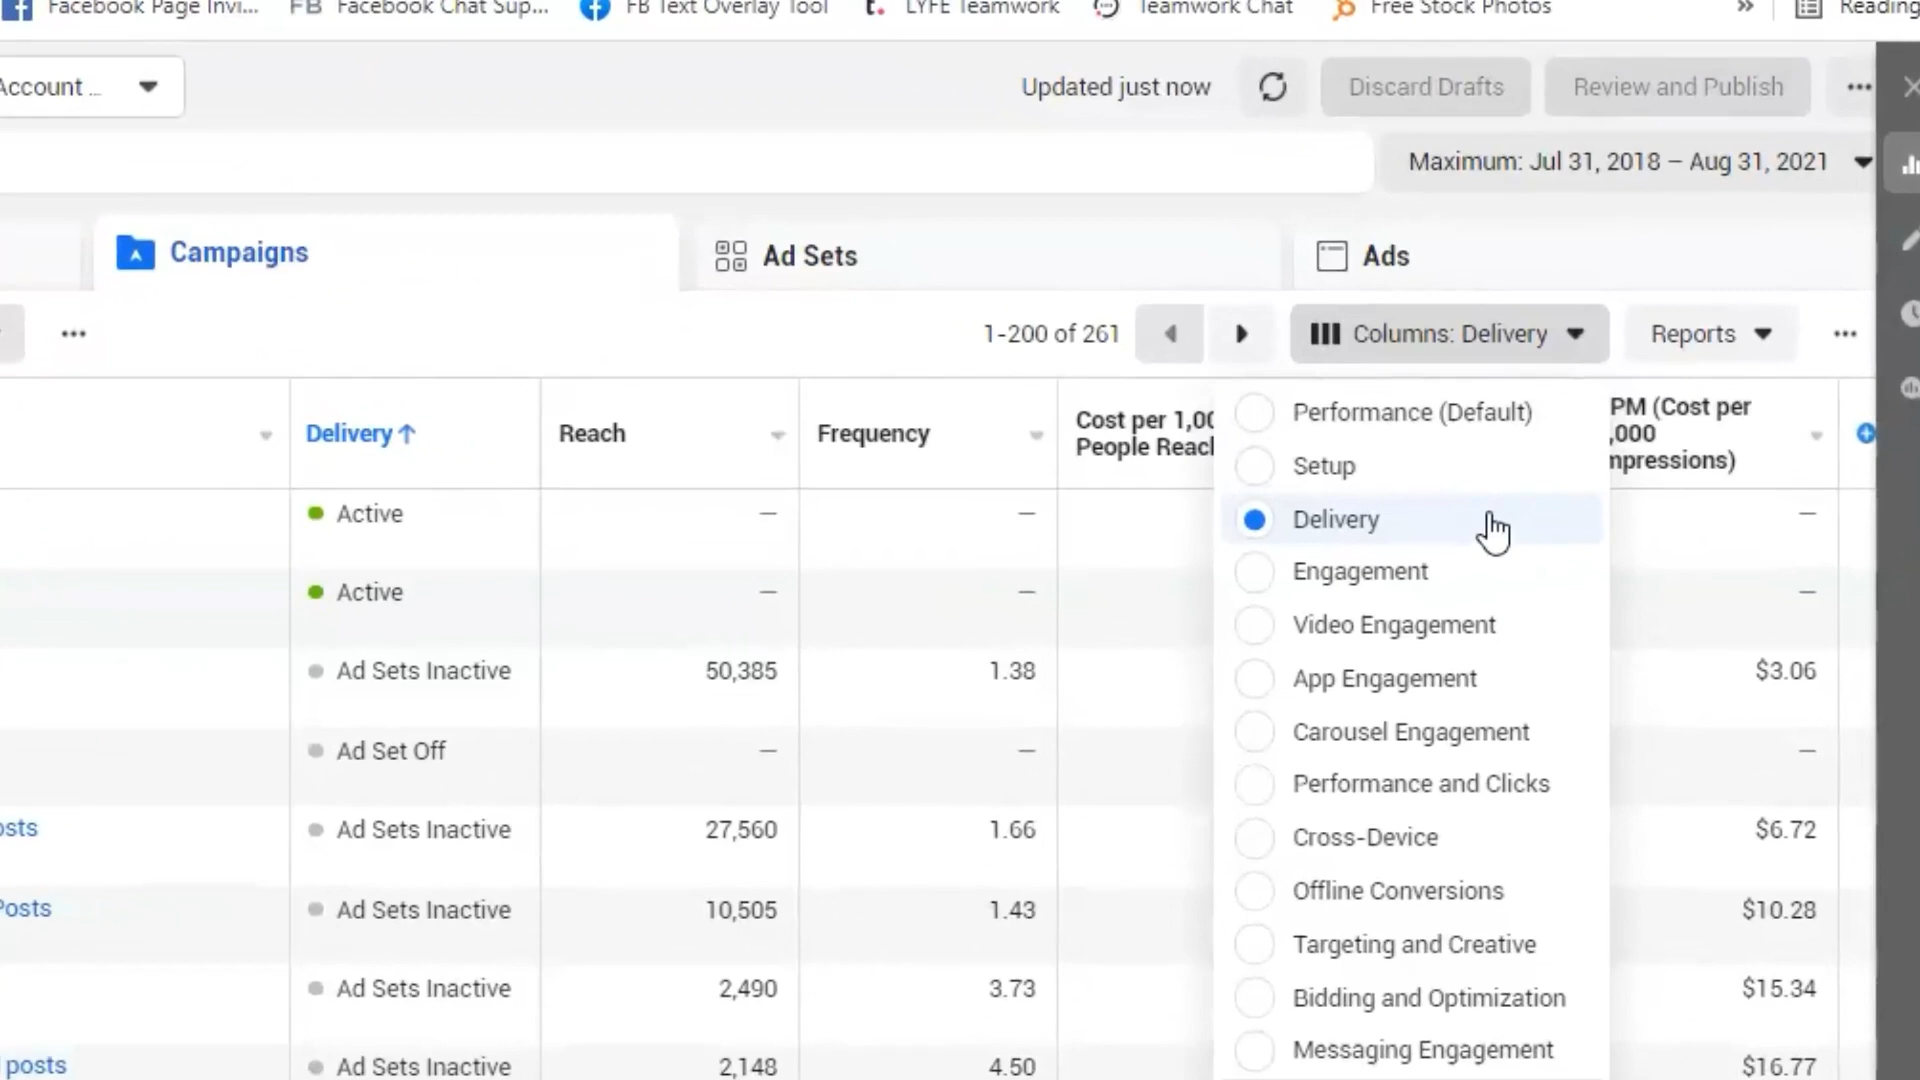 Facebook Page Invi... FB Facebook Chat Sup... FB Text Overlay Tool t. LYFE Teamwork Teamwork Chat Free Stock Photos » Reading
Account ... Updated just now Discard Drafts Review and Publish ...
Maximum: Jul 31, 2018 – Aug 31, 2021
Campaigns Ad Sets Ads
... 1-200 of 261 Columns: Delivery Reports ...
Delivery↑ Reach Frequency
Cost per 1,00
People Reac
PM (Cost per
,000
mpressions)
Performance (Default)
Setup
Delivery
Engagement
Video Engagement
App Engagement
Carousel Engagement
Performance and Clicks
Cross-Device
Offline Conversions
Targeting and Creative
Bidding and Optimization
Messaging Engagement
Active — — —
Active — — —
Ad Sets Inactive 50,385 1.38 $3.06
Ad Set Off — — —
osts Ad Sets Inactive 27,560 1.66 $6.72
Posts Ad Sets Inactive 10,505 1.43 $10.28
Ad Sets Inactive 2,490 3.73 $15.34
posts Ad Sets Inactive 2,148 4.50 $16.77